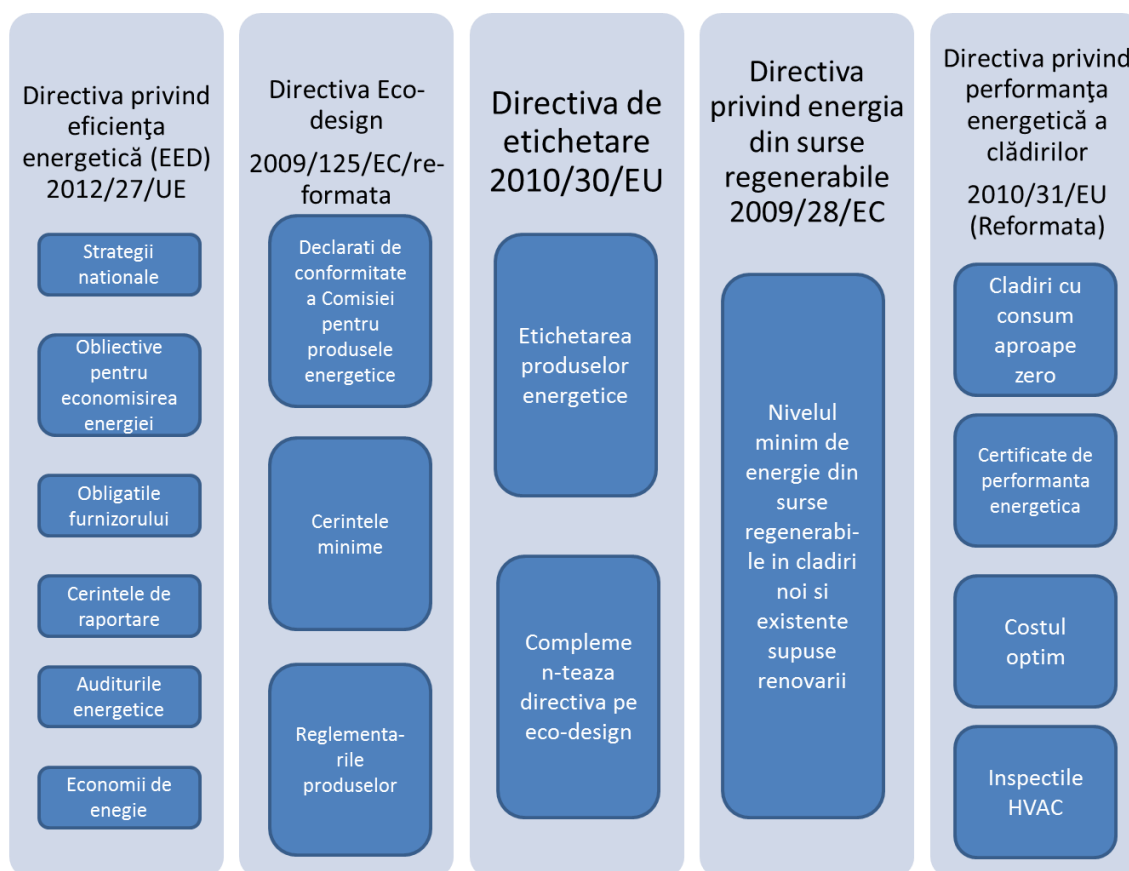 Directiva privind
eficiența
energetică (EED)
2012/27/UE
Strategii
nationale
Obliective
pentru
economisirea
energiei
Obligatile
furnizorului
Cerintele de
raportare
Auditurile
energetice
Economii de
enegie
Directiva Eco-
design
2009/125/EC/re-
formata
Declarati de
conformitate
a Comisiei
pentru
produsele
energetice
Cerintele
minime
Reglementa-
rile
produselor
Directiva de
etichetare
2010/30/EU
Etichetarea
produselor
energetice
664Compleme
n-teaza
directiva pe
eco-design
Directiva
privind energia
din surse
regenerabile
2009/28/EC
Nivelul
minim de
energie din
surse
regenerabi-
le in cladiri
noi si
existente
supuse
renovarii
Directiva privind
performanța
energetică a
clădirilor
2010/31/EU
(Reformata)
Cladiri cu
consum
aproape
zero
Certificate de
performanta
energetica
Costul
optim
Inspectile
HVAC